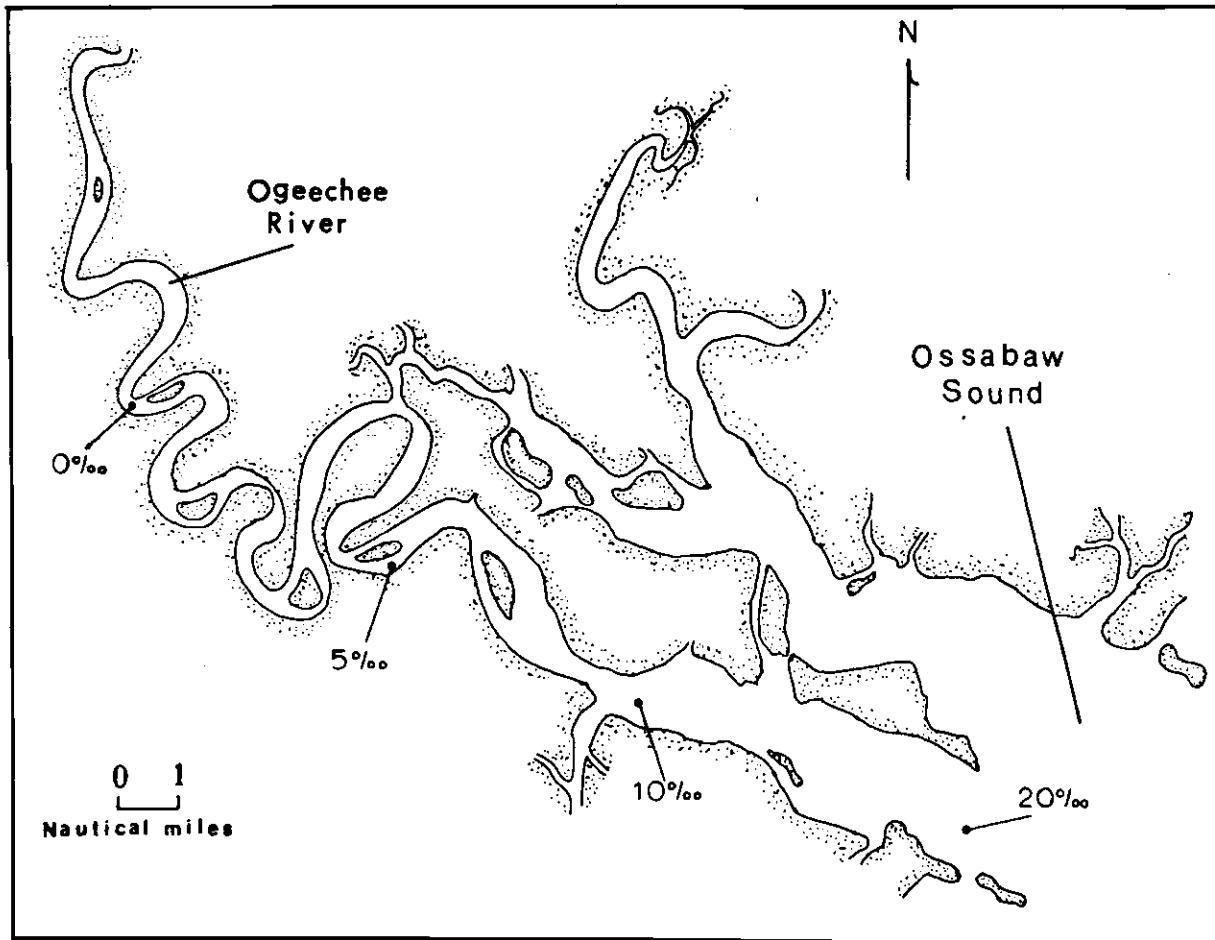 N
Ogeechee
River
Ossabaw
Sound
0‰
5‰
10‰
20‰
0 1
Nautical miles